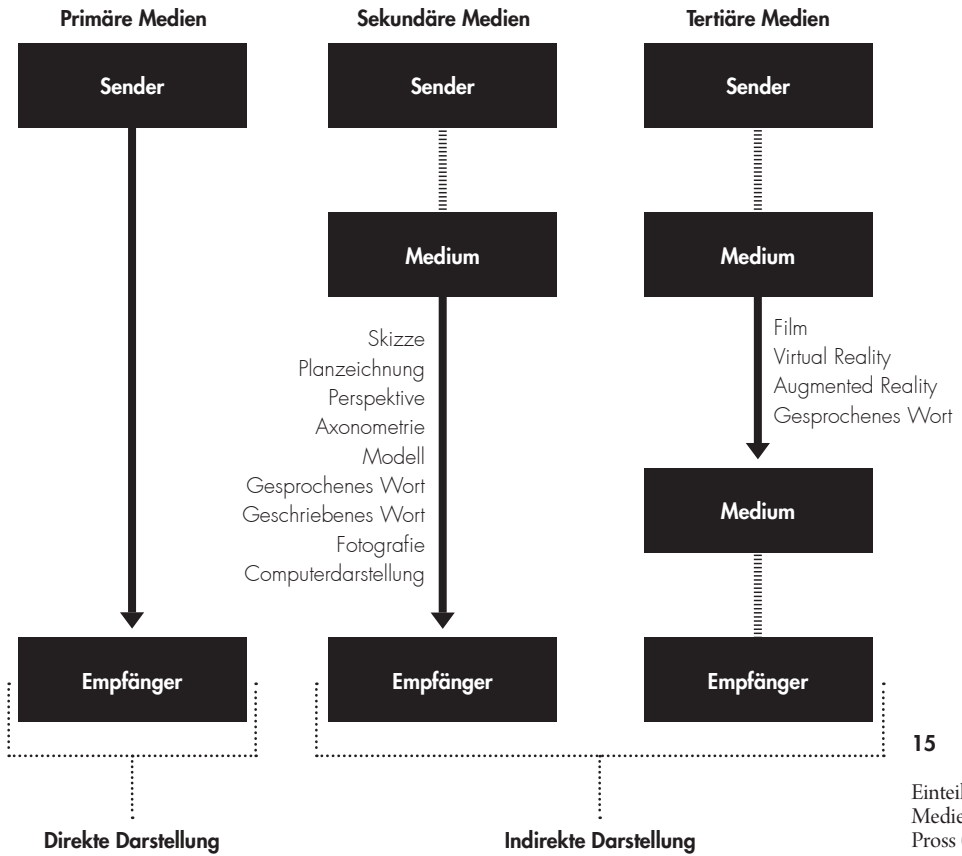 Primäre Medien
Sender
Empfänger
Direkte Darstellung
Sekundäre Medien
Sender
Medium
Skizze
Planzeichnung
Perspektive
Axonometrie
Modell
Gesprochenes Wort
Geschriebenes Wort
Fotografie
Computerdarstellung
Empfänger
Tertiäre Medien
Sender
Medium
Film
Virtual Reality
Augmented Reality
Gesprochenes Wort
Medium
Empfänger
Indirekte Darstellung
15
Pross